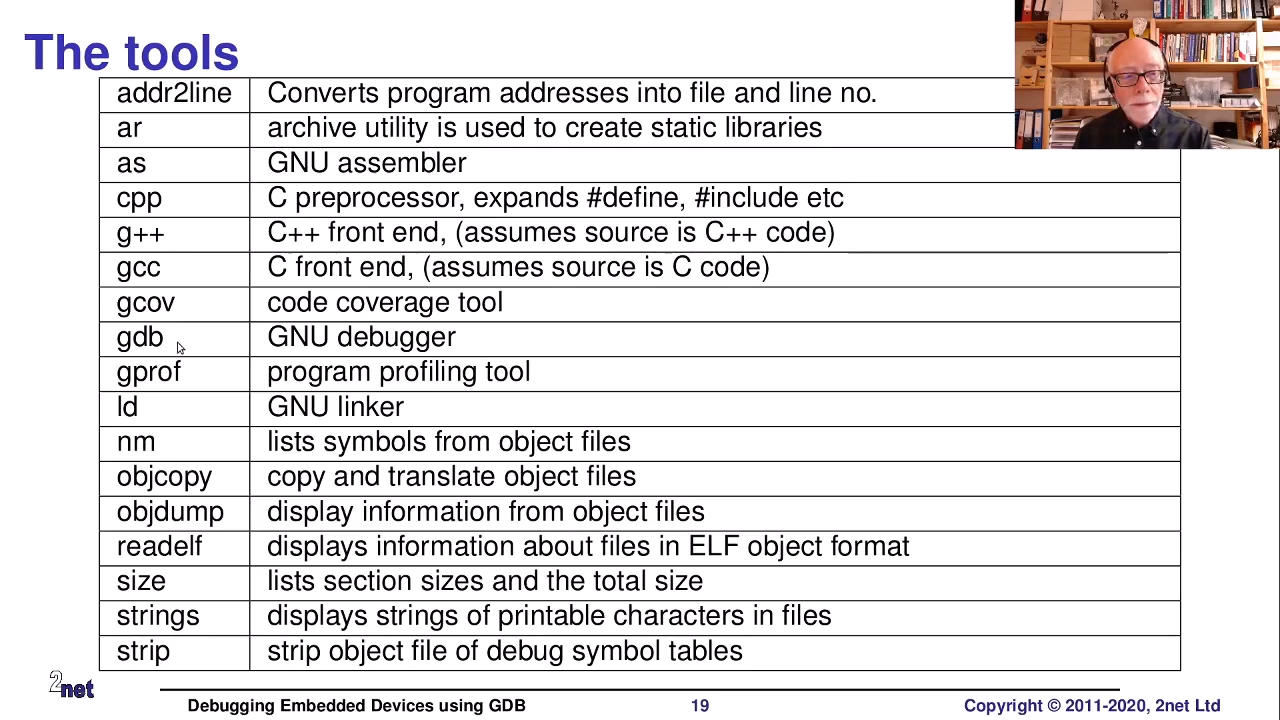 The tools
addr2line Converts program addresses into file and line no.
ar archive utility is used to create static libraries
as GNU assembler
cpp C preprocessor, expands #define, #include etc
g++ C++ front end, (assumes source is C++ code)
gcc C front end, (assumes source is C code)
gcov code coverage tool
gdb GNU debugger
gprof program profiling tool
ld GNU linker
nm lists symbols from object files
objcopy copy and translate object files
objdump display information from object files
readelf displays information about files in ELF object format
size lists section sizes and the total size
strings displays strings of printable characters in files
strip strip object file of debug symbol tables
2net
Debugging Embedded Devices using GDB 19 Copyright © 2011-2020, 2net Ltd